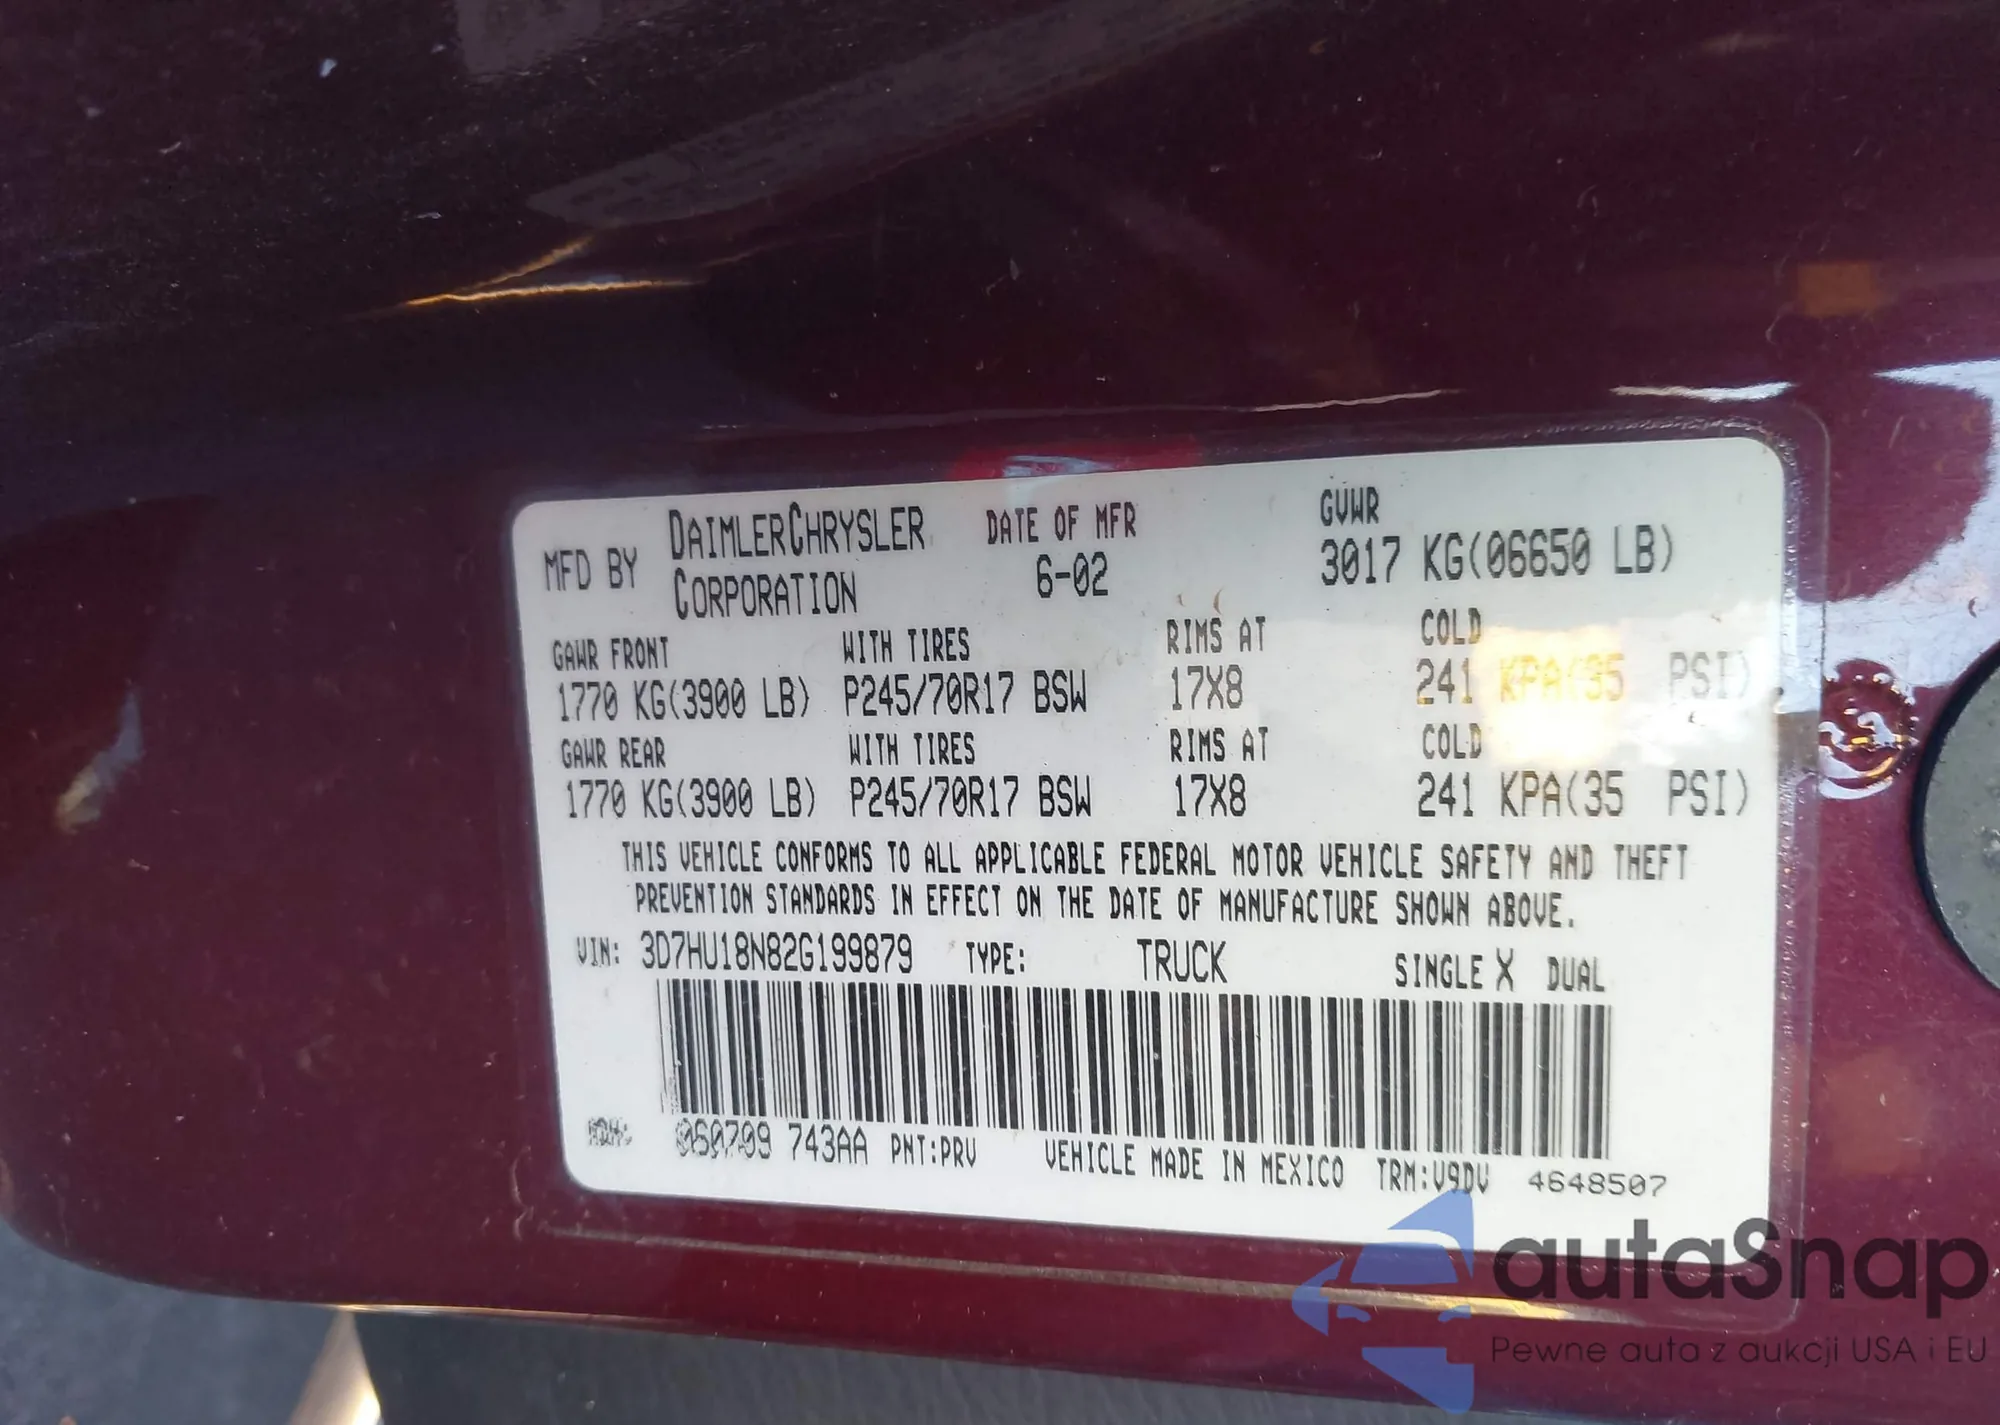 MFD BY DAIMLERCHRYSLER CORPORATION DATE OF MFR 6-02 GVWR 3017 KG(06650 LB)
GAWR FRONT WITH TIRES RIMS AT COLD
1770 KG(3900 LB) P245/70R17 BSW 17X8 241 KPA(35 PSI)
GAWR REAR WITH TIRES RIMS AT COLD
1770 KG(3900 LB) P245/70R17 BSW 17X8 241 KPA(35 PSI)
THIS VEHICLE CONFORMS TO ALL APPLICABLE FEDERAL MOTOR VEHICLE SAFETY AND THEFT
PREVENTION STANDARDS IN EFFECT ON THE DATE OF MANUFACTURE SHOWN ABOVE.
VIN: 3D7HU18N82G199879 TYPE: TRUCK SINGLE X DUAL
060709 743AA PNT:PRV VEHICLE MADE IN MEXICO TRM:V9DV 4648507
autaSnap
Pewne auta z aukcji USA i EU